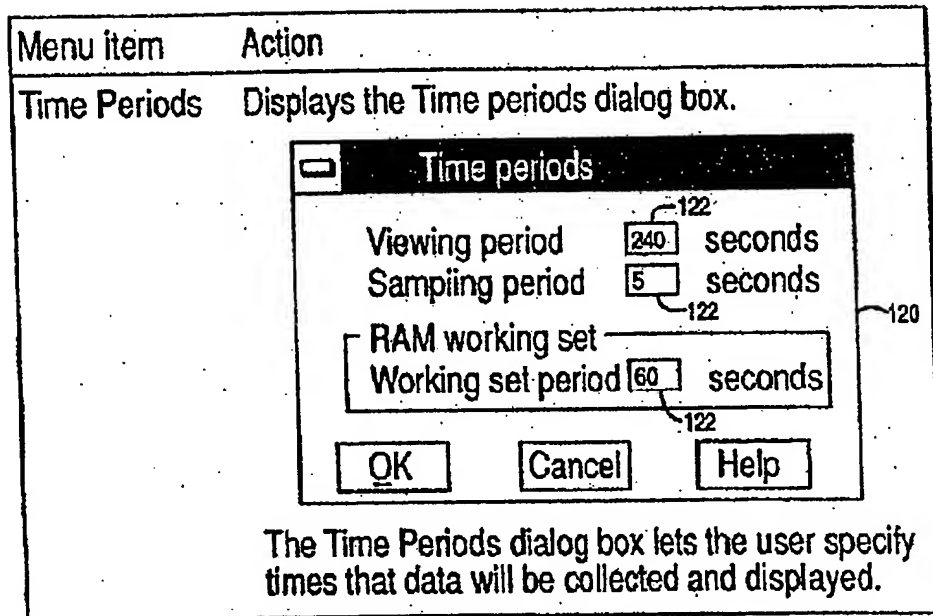 Menu item Action
Time Periods Displays the Time periods dialog box.
Time periods
122
Viewing period 240 seconds
Sampiing period 5 seconds
122
120
RAM working set
Working set period 60 seconds
122
OK Cancel Help
The Time Periods dialog box lets the user specify
times that data will be collected and displayed.